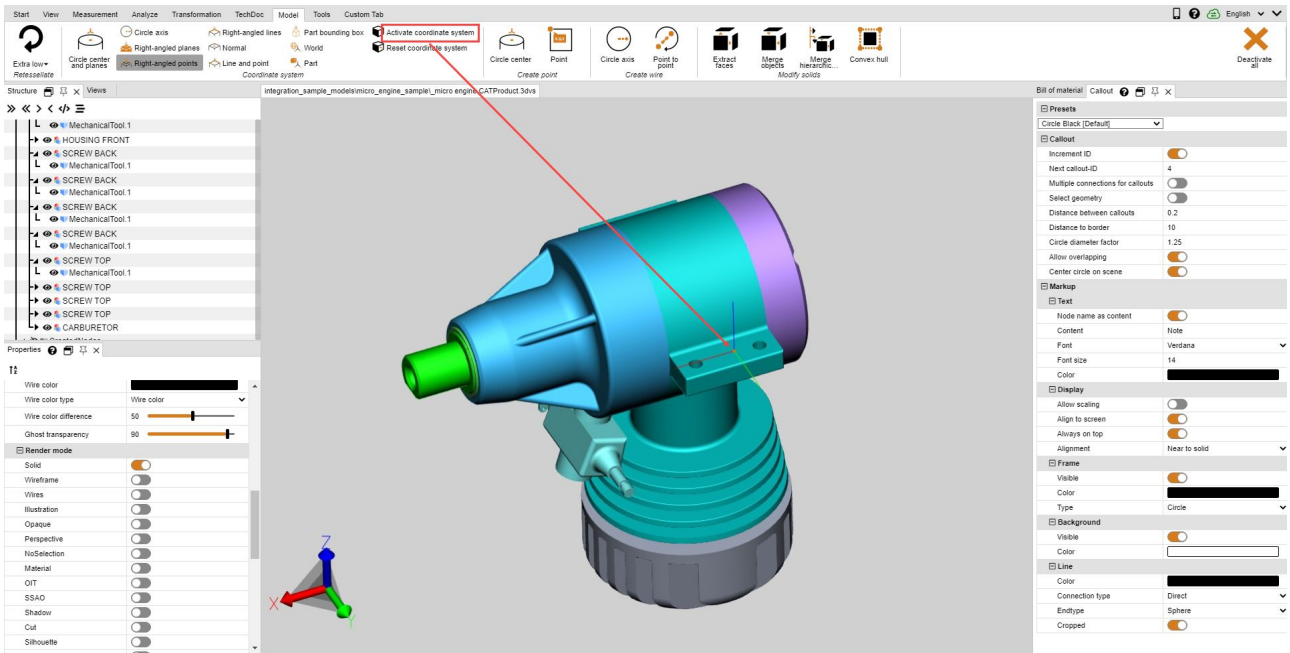 Start View Measurement Analyze Transformation TechDoc Model Tools Custom Tab English
Extra low
Retessellate
Circle center and planes
Circle axis
Right-angled planes
Right-angled points
Right-angled lines
Normal
Line and point
Part bounding box
World
Part
Activate coordinate system
Reset coordinate system
Coordinate system
Circle center
Point
Create point
Circle axis
Point to point
Create wire
Extract faces
Merge objects
Merge hierarchic...
Convex hull
Modify solids
Deactivate all
Structure Views
integration_sample_models\micro_engine_sample\_micro engine.CATProduct.3dvs
Bill of material Callout
MechanicalTool.1
HOUSING FRONT
SCREW BACK
MechanicalTool.1
SCREW BACK
MechanicalTool.1
SCREW BACK
MechanicalTool.1
SCREW BACK
MechanicalTool.1
SCREW TOP
MechanicalTool.1
SCREW TOP
SCREW TOP
SCREW TOP
CARBURETOR
Properties
Wire color
Wire color type Wire color
Wire color difference 50
Ghost transparency 90
Render mode
Solid
Wireframe
Wires
Illustration
Opaque
Perspective
NoSelection
Material
OIT
SSAO
Shadow
Cut
Silhouette
Z
X
Y
Presets
Circle Black [Default]
Callout
Increment ID
Next callout-ID 4
Multiple connections for callouts
Select geometry
Distance between callouts 0.2
Distance to border 10
Circle diameter factor 1.25
Allow overlapping
Center circle on scene
Markup
Text
Node name as content
Content Note
Font Verdana
Font size 14
Color
Display
Allow scaling
Align to screen
Always on top
Alignment Near to solid
Frame
Visible
Color
Type Circle
Background
Visible
Color
Line
Color
Connection type Direct
Endtype Sphere
Cropped